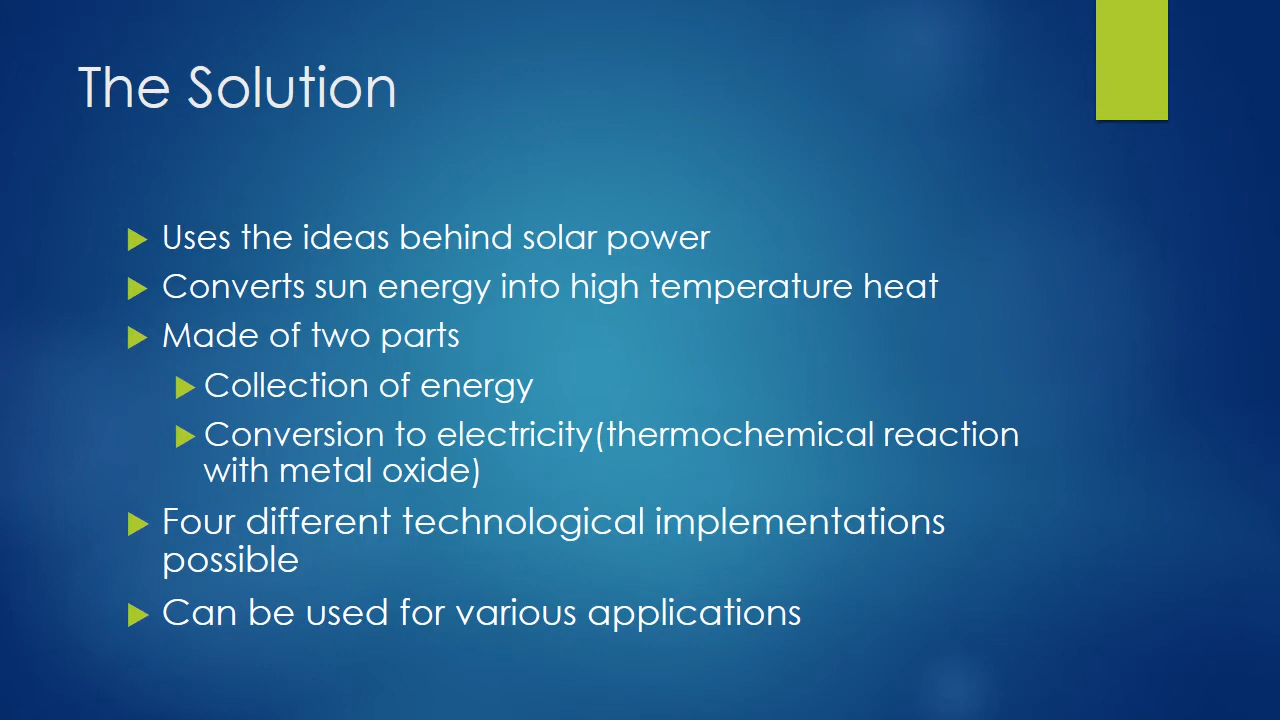 The Solution
Uses the ideas behind solar power
Converts sun energy into high temperature heat
Made of two parts
Collection of energy
Conversion to electricity(thermochemical reaction
with metal oxide)
Four different technological implementations
possible
Can be used for various applications